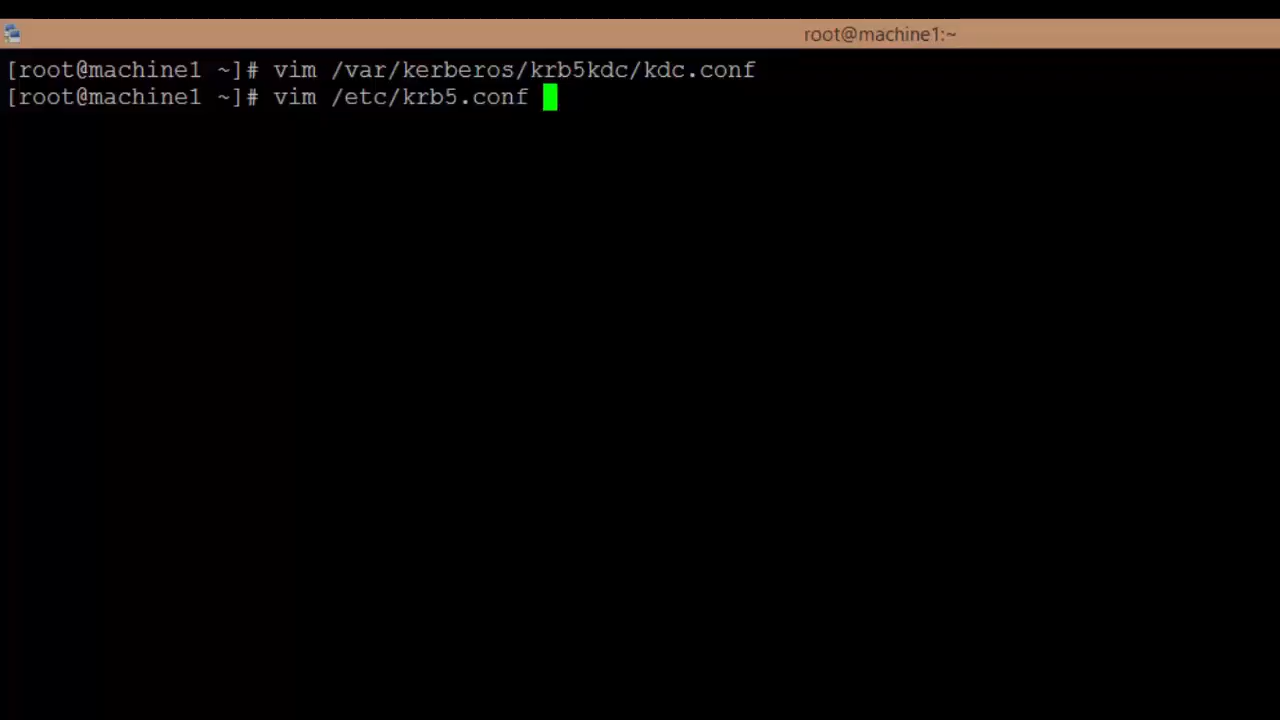 root@machine1:~
[root@machine1 ~]# vim /var/kerberos/krb5kdc/kdc.conf
[root@machine1 ~]# vim /etc/krb5.conf